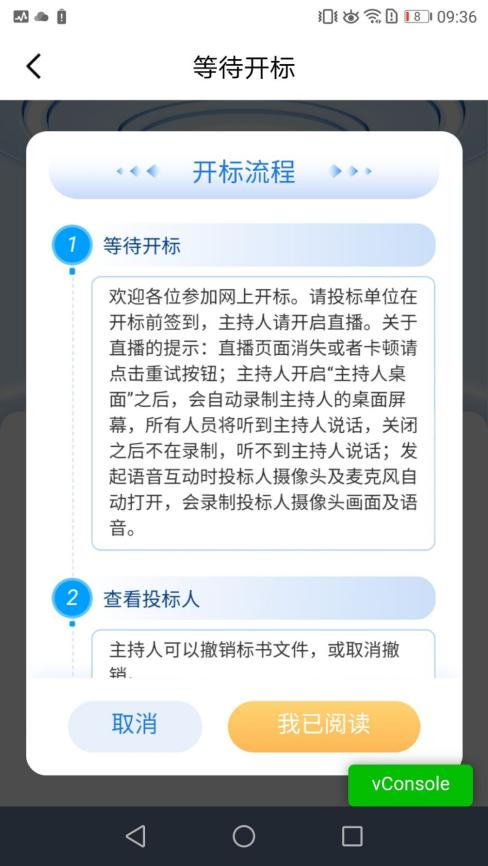 8
09:36
等待开标
开标流程
1
等待开标
欢迎各位参加网上开标。请投标单位在
开标前签到，主持人请开启直播。关于
直播的提示：直播页面消失或者卡顿请
点击重试按钮；主持人开启“主持人桌
面”之后，会自动录制主持人的桌面屏
幕，所有人员将听到主持人说话，关闭
之后不在录制，听不到主持人说话；发
起语音互动时投标人摄像头及麦克风自
动打开，会录制投标人摄像头画面及语
音。
2
查看投标人
主持人可以撤销标书文件，或取消撤
销。
取消
我已阅读
vConsole